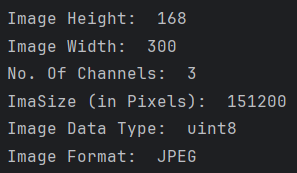 Image Height:  168
Image Width:  300
No. Of Channels:  3
ImaSize (in Pixels):  151200
Image Data Type:  uint8
Image Format:  JPEG